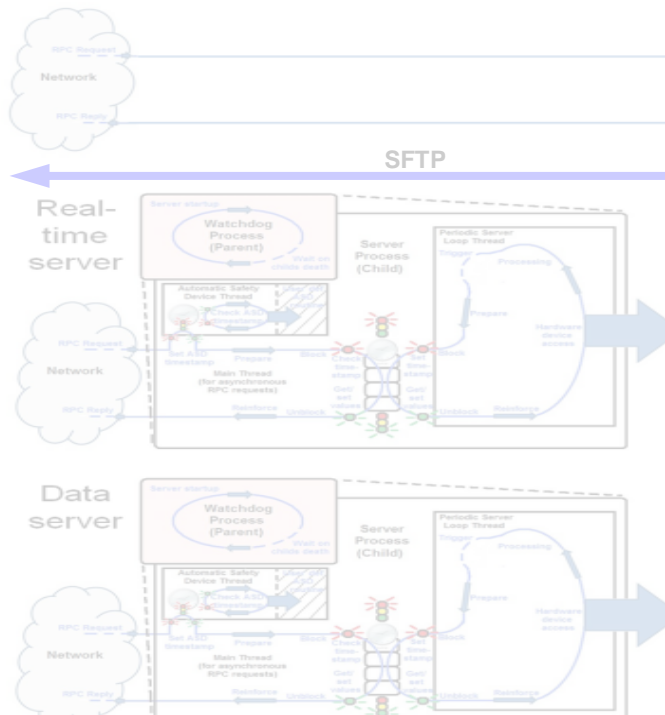 RPC Request
Network
RPC Reply
SFTP
Real-
time
server
Server startup
Watchdog
Process
(Parent)
Wait on
childs death
Server
Process
(Child)
Periodic Server
Loop Thread
Trigger
Processing
Prepare
Hardware
device
access
Automatic Safety
Device Thread
Check ASD
timestamp
RPC Request
Set ASD
timestamp
Prepare
Block
Check
time-
stamp
Set
time-
stamp
Block
Network
Main Thread
(for asynchronous
RPC requests)
Get/
set
values
Get/
set
values
RPC Reply
Reinforce
Unblock
Unblock
Reinforce
Data
server
Server startup
Watchdog
Process
(Parent)
Wait on
childs death
Server
Process
(Child)
Periodic Server
Loop Thread
Trigger
Processing
Prepare
Hardware
device
access
Automatic Safety
Device Thread
Check ASD
timestamp
RPC Request
Set ASD
timestamp
Prepare
Block
Check
time-
stamp
Set
time-
stamp
Block
Network
Main Thread
(for asynchronous
RPC requests)
Get/
set
values
Get/
set
values
RPC Reply
Reinforce
Unblock
Unblock
Reinforce